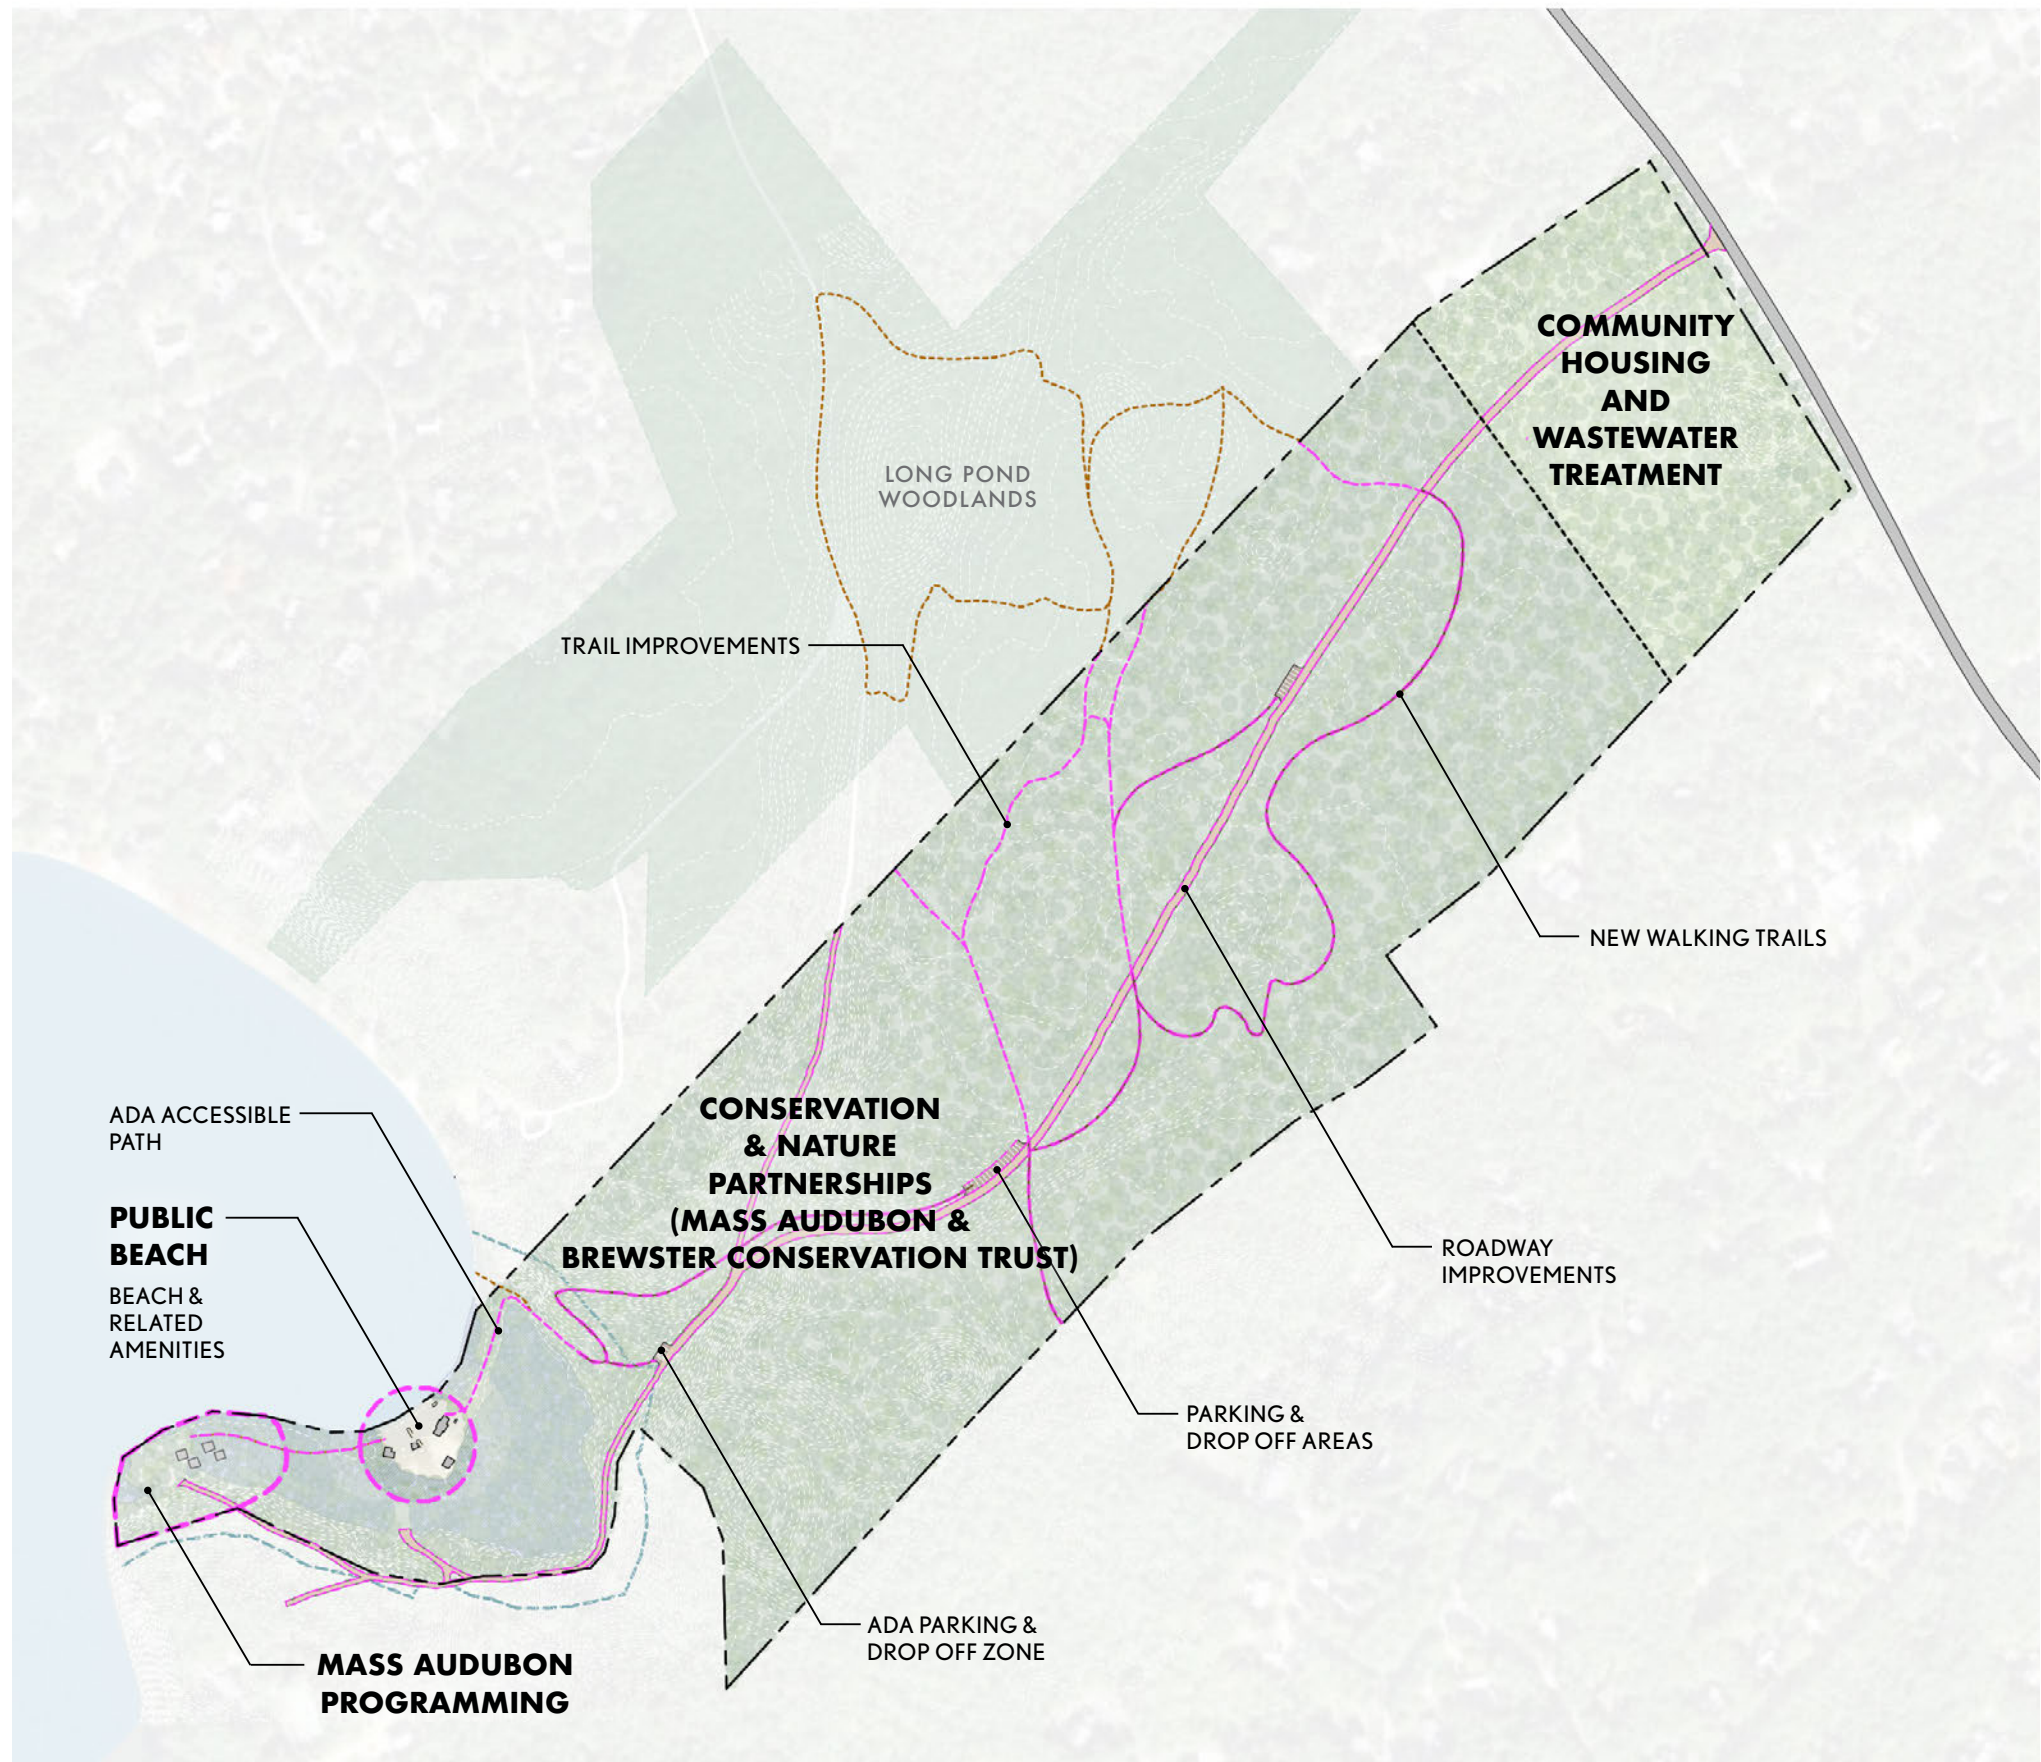 COMMUNITY
HOUSING
AND
WASTEWATER
TREATMENT
LONG POND
WOODLANDS
TRAIL IMPROVEMENTS
NEW WALKING TRAILS
CONSERVATION
& NATURE
PARTNERSHIPS
(MASS AUDUBON &
BREWSTER CONSERVATION TRUST)
ADA ACCESSIBLE
PATH
PUBLIC
BEACH
BEACH &
RELATED
AMENITIES
ROADWAY
IMPROVEMENTS
PARKING &
DROP OFF AREAS
ADA PARKING &
DROP OFF ZONE
MASS AUDUBON
PROGRAMMING